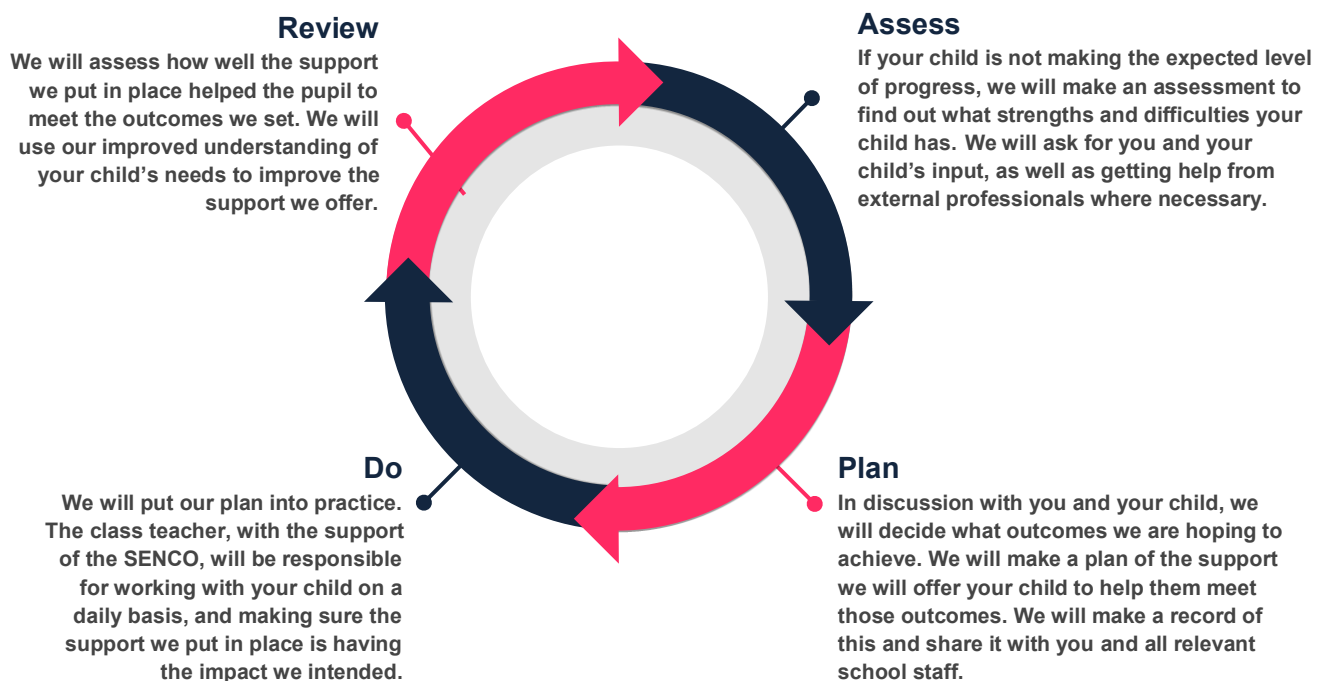 Review
We will assess how well the support
we put in place helped the pupil to
meet the outcomes we set. We will
use our improved understanding of
your child’s needs to improve the
support we offer.
Assess
If your child is not making the expected level
of progress, we will make an assessment to
find out what strengths and difficulties your
child has. We will ask for you and your
child’s input, as well as getting help from
external professionals where necessary.
Do
We will put our plan into practice.
The class teacher, with the support
of the SENCO, will be responsible
for working with your child on a
daily basis, and making sure the
support we put in place is having
the impact we intended.
Plan
In discussion with you and your child, we
will decide what outcomes we are hoping to
achieve. We will make a plan of the support
we will offer your child to help them meet
those outcomes. We will make a record of
this and share it with you and all relevant
school staff.